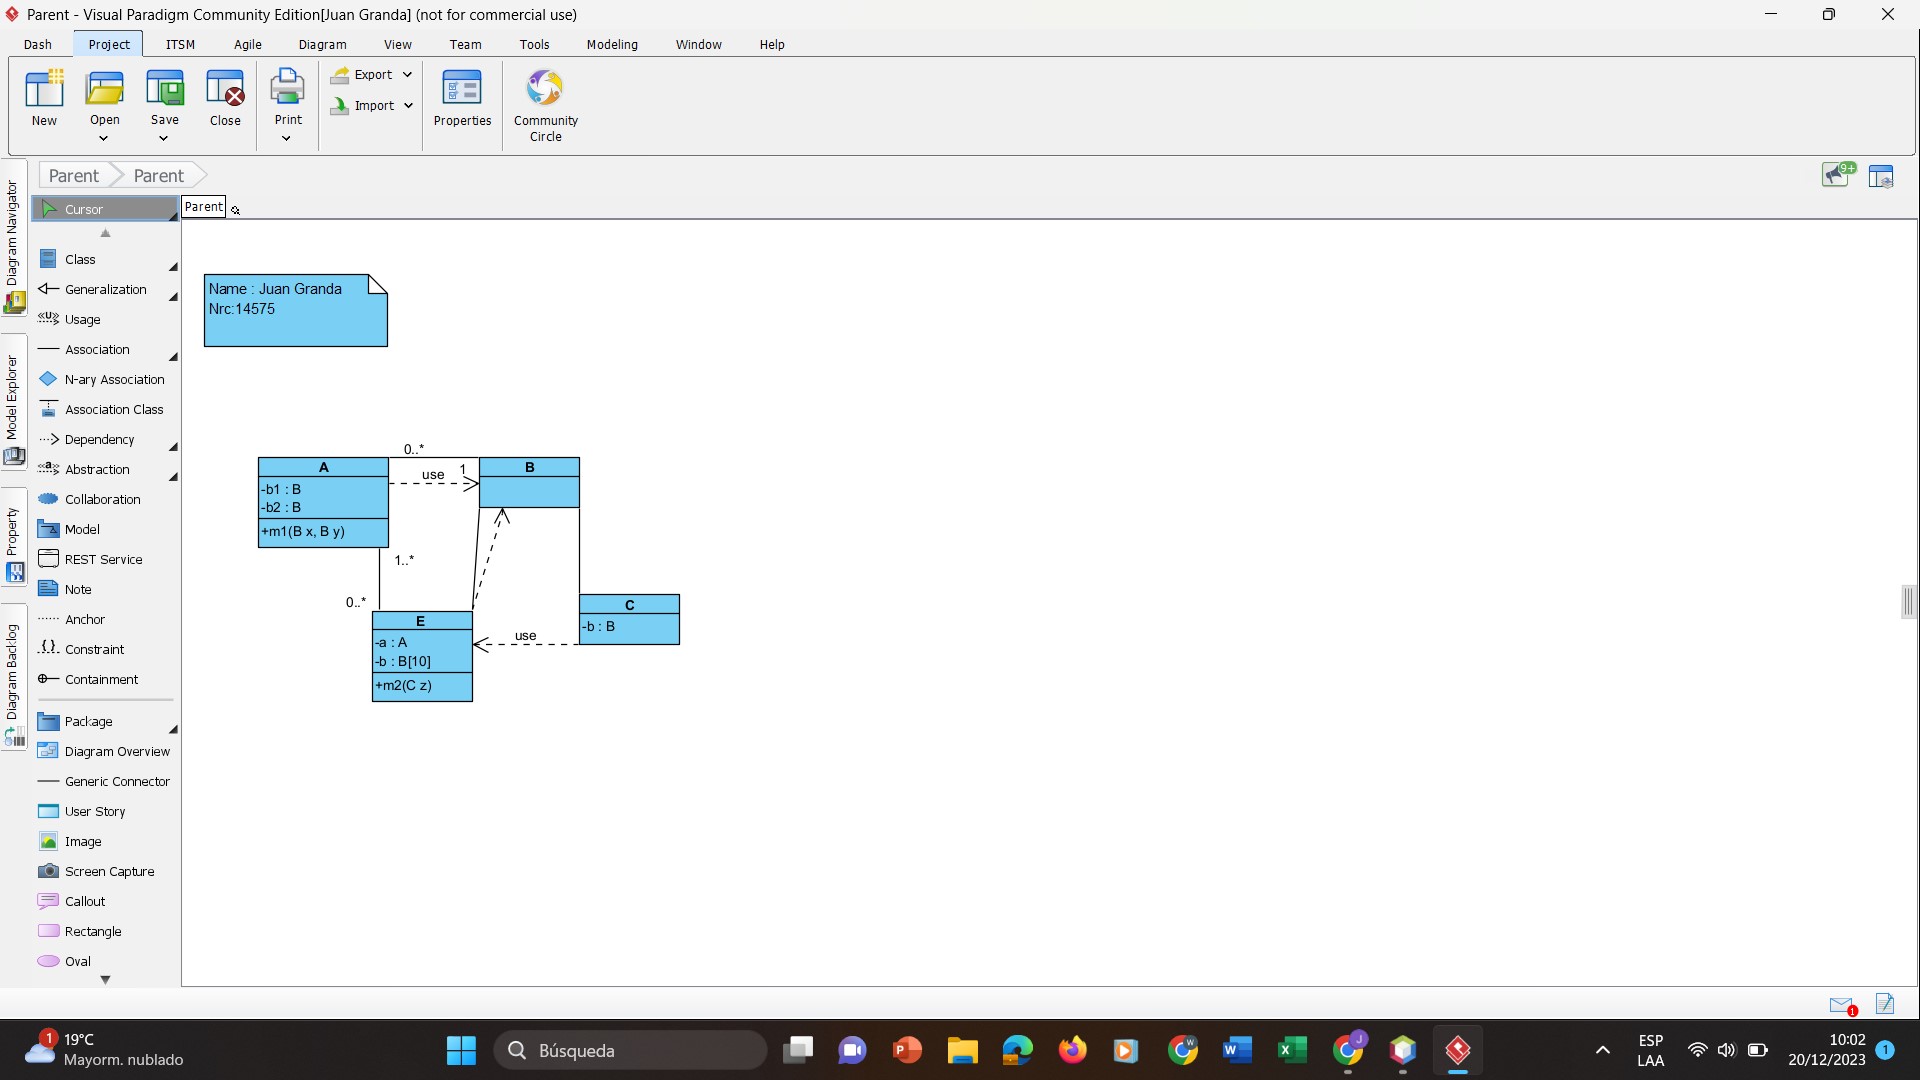 Parent - Visual Paradigm Community Edition[Juan Granda] (not for commercial use)
Dash Project ITSM Agile Diagram View Team Tools Modeling Window Help
New
Open
Save
Close
Print
Export
Import
Properties
Community
Circle
Parent Parent
9+
Diagram Navigator
Model Explorer
Property
Diagram Backlog
Cursor
Class
Generalization
<<U>> Usage
Association
N-ary Association
Association Class
Dependency
<<a>> Abstraction
Collaboration
Model
REST Service
Note
Anchor
{} Constraint
Containment
Package
Diagram Overview
Generic Connector
User Story
Image
Screen Capture
Callout
Rectangle
Oval
Parent
Name : Juan Granda
Nrc:14575
A
-b1 : B
-b2 : B
+m1(B x, B y)
0..*
1
use
B
1..*
0..*
E
-a : A
-b : B[10]
+m2(C z)
use
C
-b : B
1
1
19°C
Mayorm. nublado
Búsqueda
P
W
W
X
J
ESP
LAA
10:02
20/12/2023
1